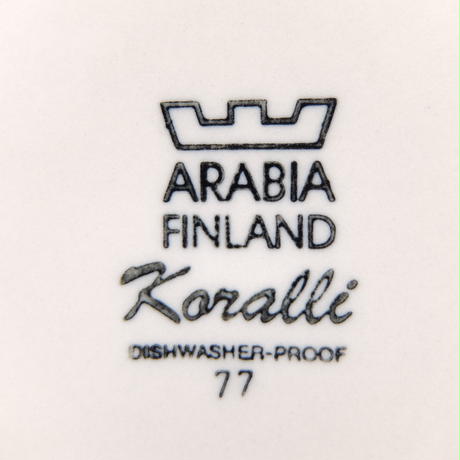 ARABIA
FINLAND
Koralli
DISHWASHER-PROOF
77